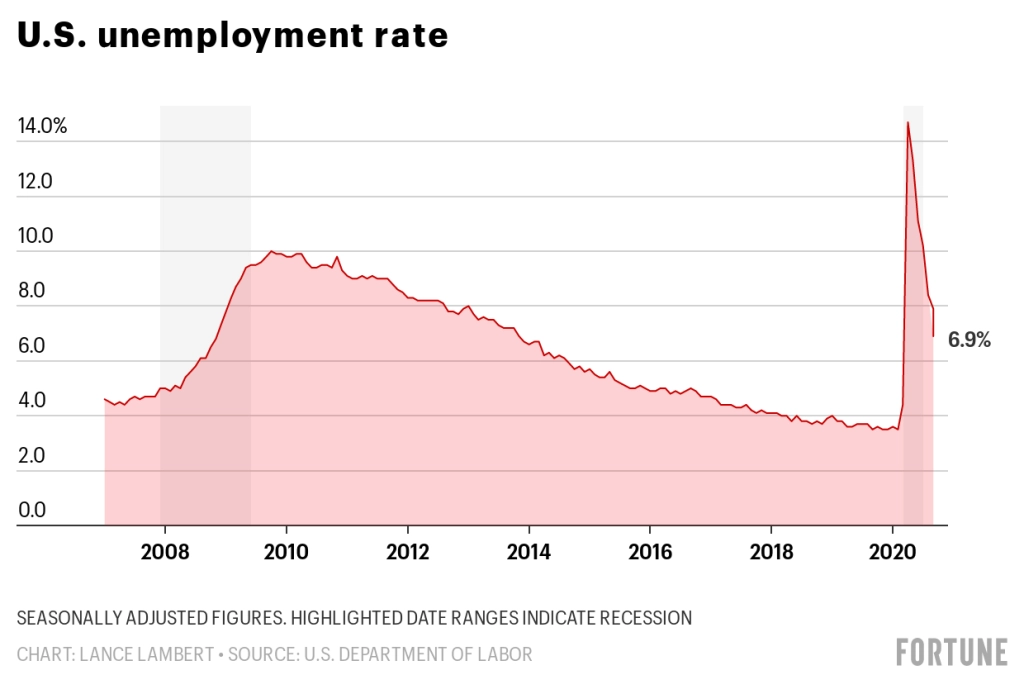 U.S. unemployment rate
14.0%
12.0
10.0
8.0
6.0
6.9%
4.0
2.0
0.0
2008 2010 2012 2014 2016 2018 2020
SEASONALLY ADJUSTED FIGURES. HIGHLIGHTED DATE RANGES INDICATE RECESSION
CHART: LANCE LAMBERT • SOURCE: U.S. DEPARTMENT OF LABOR
FORTUNE